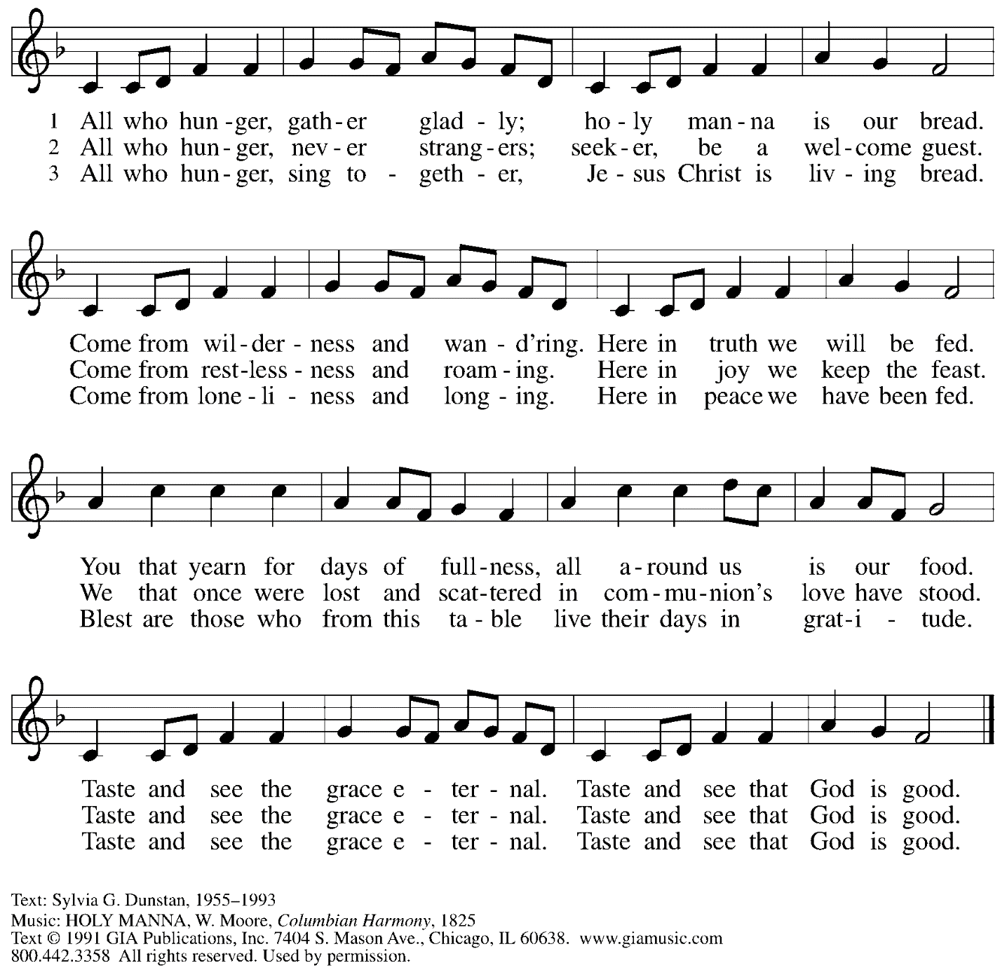 1 All who hun - ger, gath - er glad - ly; ho - ly man - na is our bread.
2 All who hun - ger, nev - er strang - ers; seek - er, be a wel - come guest.
3 All who hun - ger, sing to - geth - er, Je - sus Christ is liv - ing bread.
Come from wil - der - ness and wan - d’ring. Here in truth we will be fed.
Come from rest - less - ness and roam - ing. Here in joy we keep the feast.
Come from lone - li - ness and long - ing. Here in peace we have been fed.
You that yearn for days of full - ness, all a - round us is our food.
We that once were lost and scat - tered in com - mu - nion’s love have stood.
Blest are those who from this ta - ble live their days in grat - i - tude.
Taste and see the grace e - ter - nal. Taste and see that God is good.
Taste and see the grace e - ter - nal. Taste and see that God is good.
Taste and see the grace e - ter - nal. Taste and see that God is good.
Text: Sylvia G. Dunstan, 1955–1993
Music: HOLY MANNA, W. Moore, Columbian Harmony, 1825
Text © 1991 GIA Publications, Inc. 7404 S. Mason Ave., Chicago, IL 60638. www.giamusic.com
800.442.3358 All rights reserved. Used by permission.